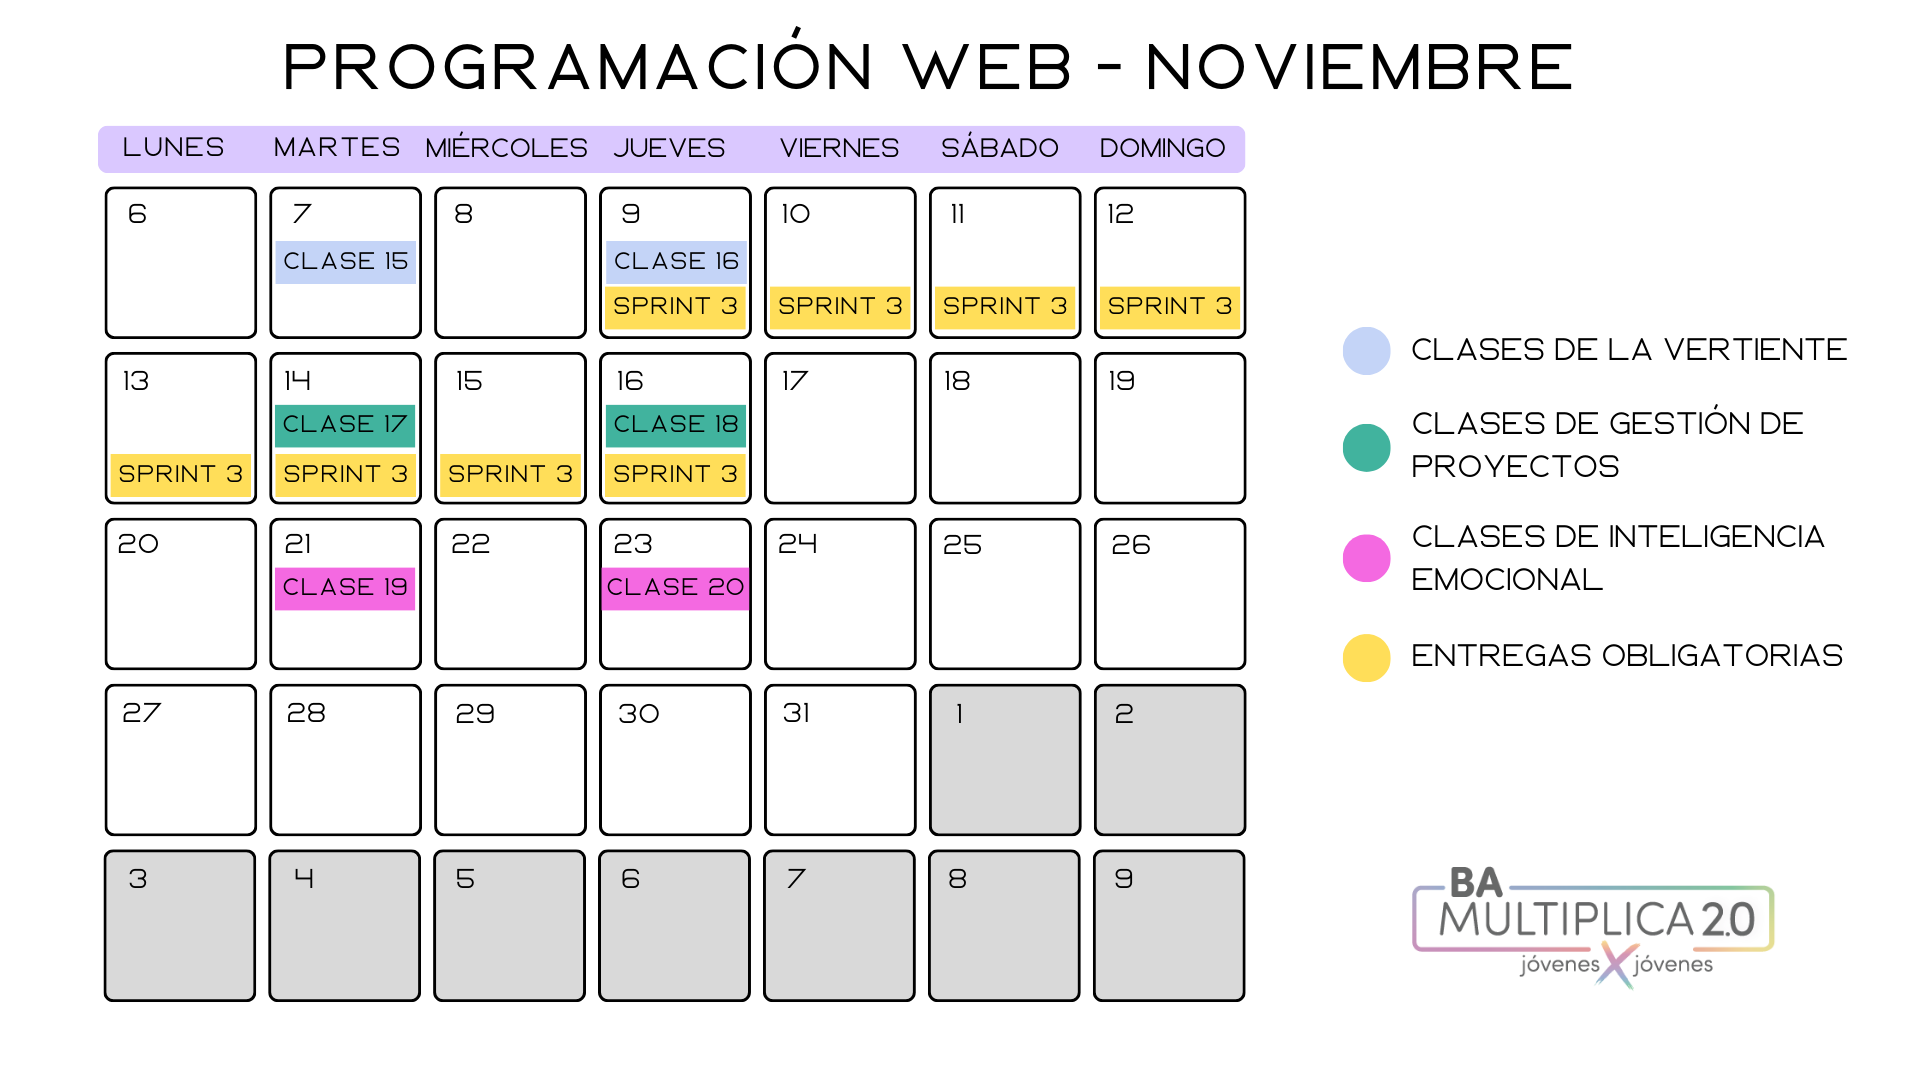 PROGRAMACIÓN WEB - NOVIEMBRE
LUNES MARTES MIÉRCOLES JUEVES VIERNES SÁBADO DOMINGO
6 7 8 9 10 11 12
CLASE 15 CLASE 16
SPRINT 3 SPRINT 3 SPRINT 3 SPRINT 3
13 14 15 16 17 18 19
CLASE 17 CLASE 18
SPRINT 3 SPRINT 3 SPRINT 3 SPRINT 3
20 21 22 23 24 25 26
CLASE 19 CLASE 20
27 28 29 30 31 1 2
3 4 5 6 7 8 9
CLASES DE LA VERTIENTE
CLASES DE GESTIÓN DE
PROYECTOS
CLASES DE INTELIGENCIA
EMOCIONAL
ENTREGAS OBLIGATORIAS
BA
MULTIPLICA 2.0
jóvenes X jóvenes